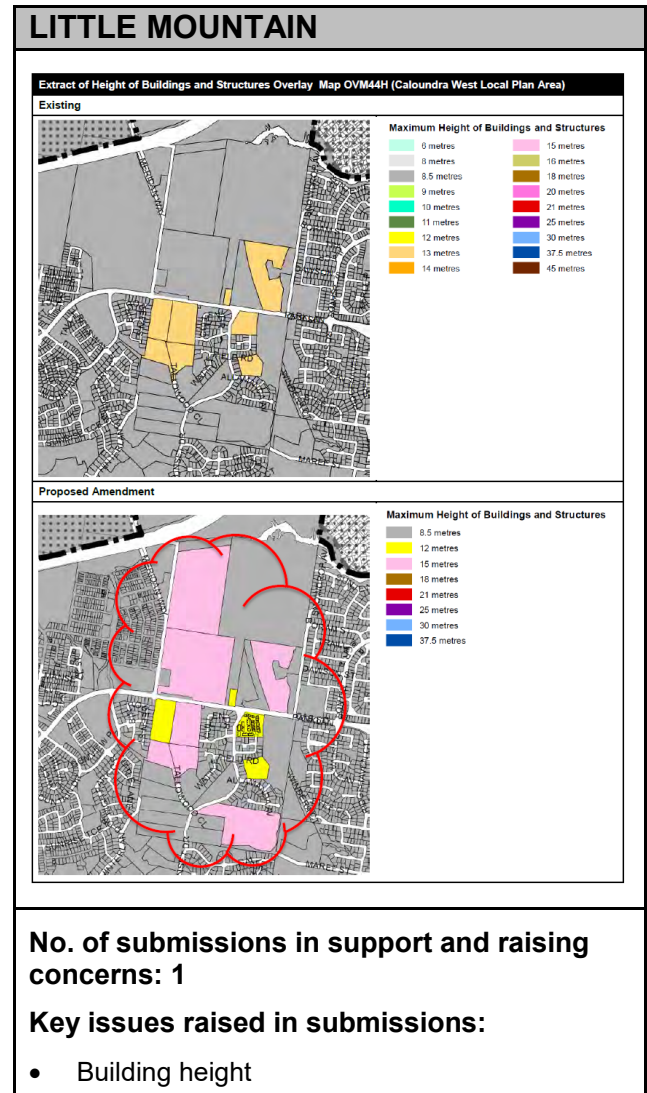 LITTLE MOUNTAIN
Extract of Height of Buildings and Structures Overlay Map OVM44H (Caloundra West Local Plan Area)
Existing
Maximum Height of Buildings and Structures
6 metres
8 metres
8.5 metres
9 metres
10 metres
11 metres
12 metres
13 metres
14 metres
15 metres
16 metres
18 metres
20 metres
21 metres
25 metres
30 metres
37.5 metres
45 metres
Proposed Amendment
Maximum Height of Buildings and Structures
8.5 metres
12 metres
15 metres
18 metres
21 metres
25 metres
30 metres
37.5 metres
No. of submissions in support and raising
concerns: 1
Key issues raised in submissions:
• Building height